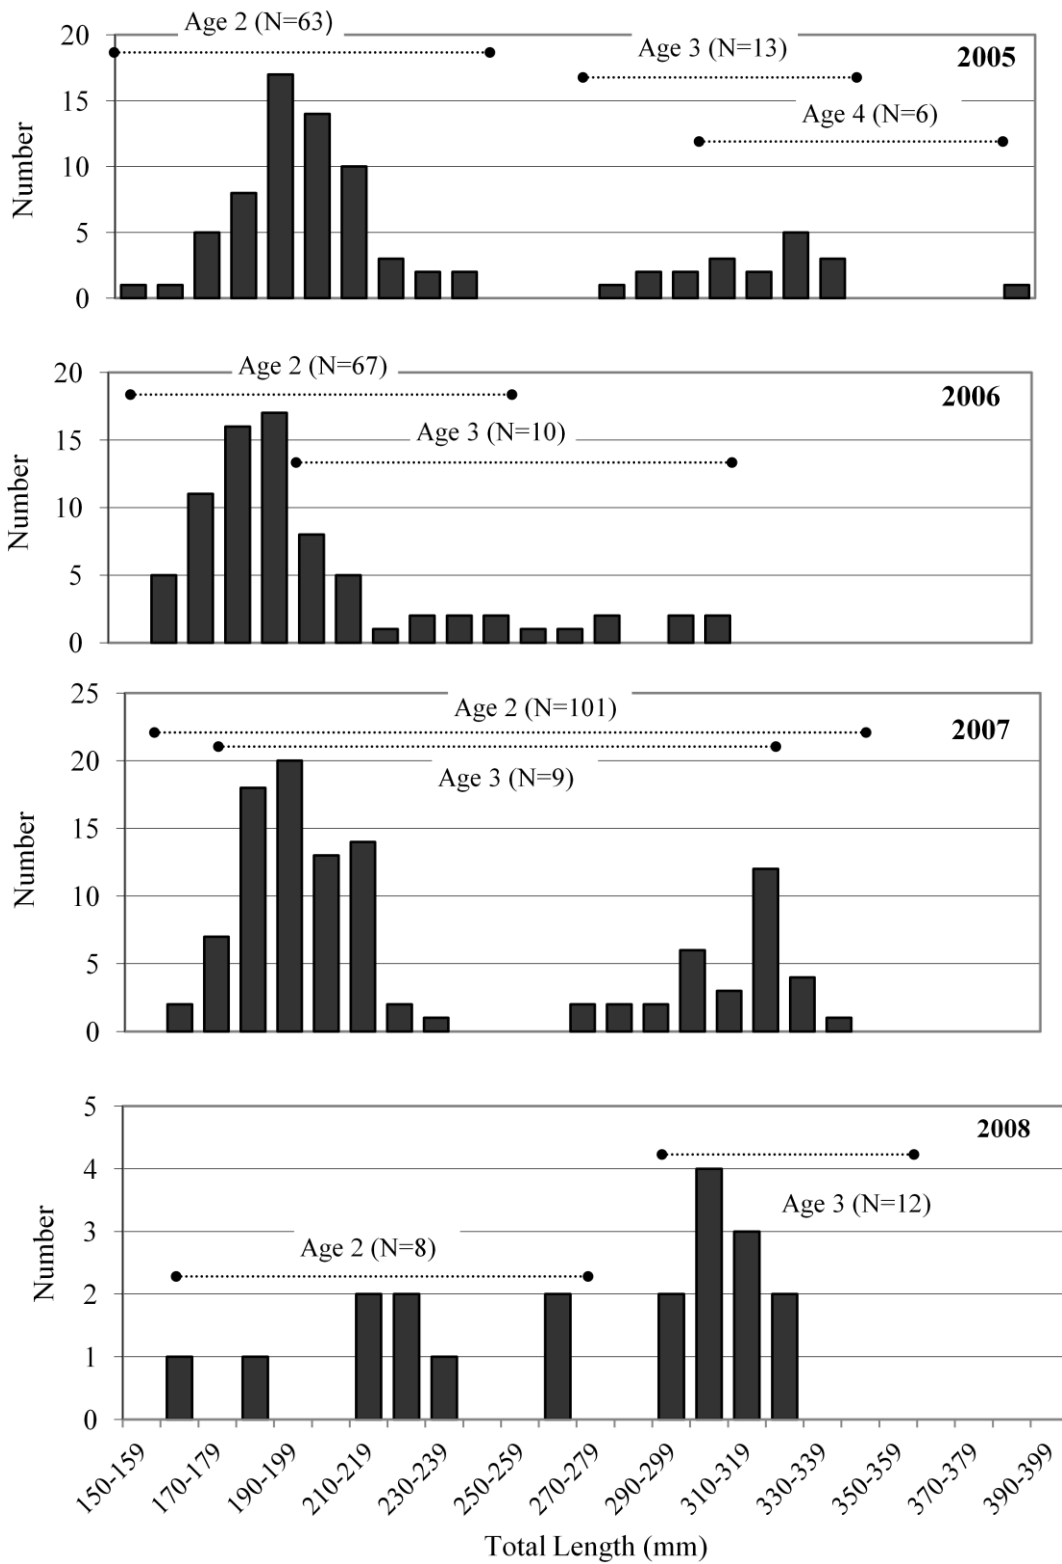 Age 2 (N=63)
20
Age 3 (N=13)
2005
15
Age 4 (N=6)
Number
10
5
0
Age 2 (N=67)
20
2006
Age 3 (N=10)
15
Number
10
5
0
25
Age 2 (N=101)
2007
20
Age 3 (N=9)
15
Number
10
5
0
5
2008
4
Age 3 (N=12)
3
Age 2 (N=8)
Number
2
1
0
150-159 170-179 190-199 210-219 230-239 250-259 270-279 290-299 310-319 330-339 350-359 370-379 390-399
Total Length (mm)